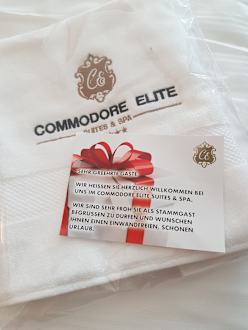 CE
COMMODORE ELITE
SUITES & SPA
CE
SEHR GEEHRTE GÄSTE
WIR HEISSEN SIE HERZLICH WILLKOMMEN BEI
UNS IM COMMODORE ELITE SUITES & SPA.
WIR SIND SEHR FROH SIE ALS STAMMGAST
BEGRÜSSEN ZU DÜRFEN UND WÜNSCHEN
IHNEN EINEN EINWANDFREIEN, SCHÖNEN
URLAUB.